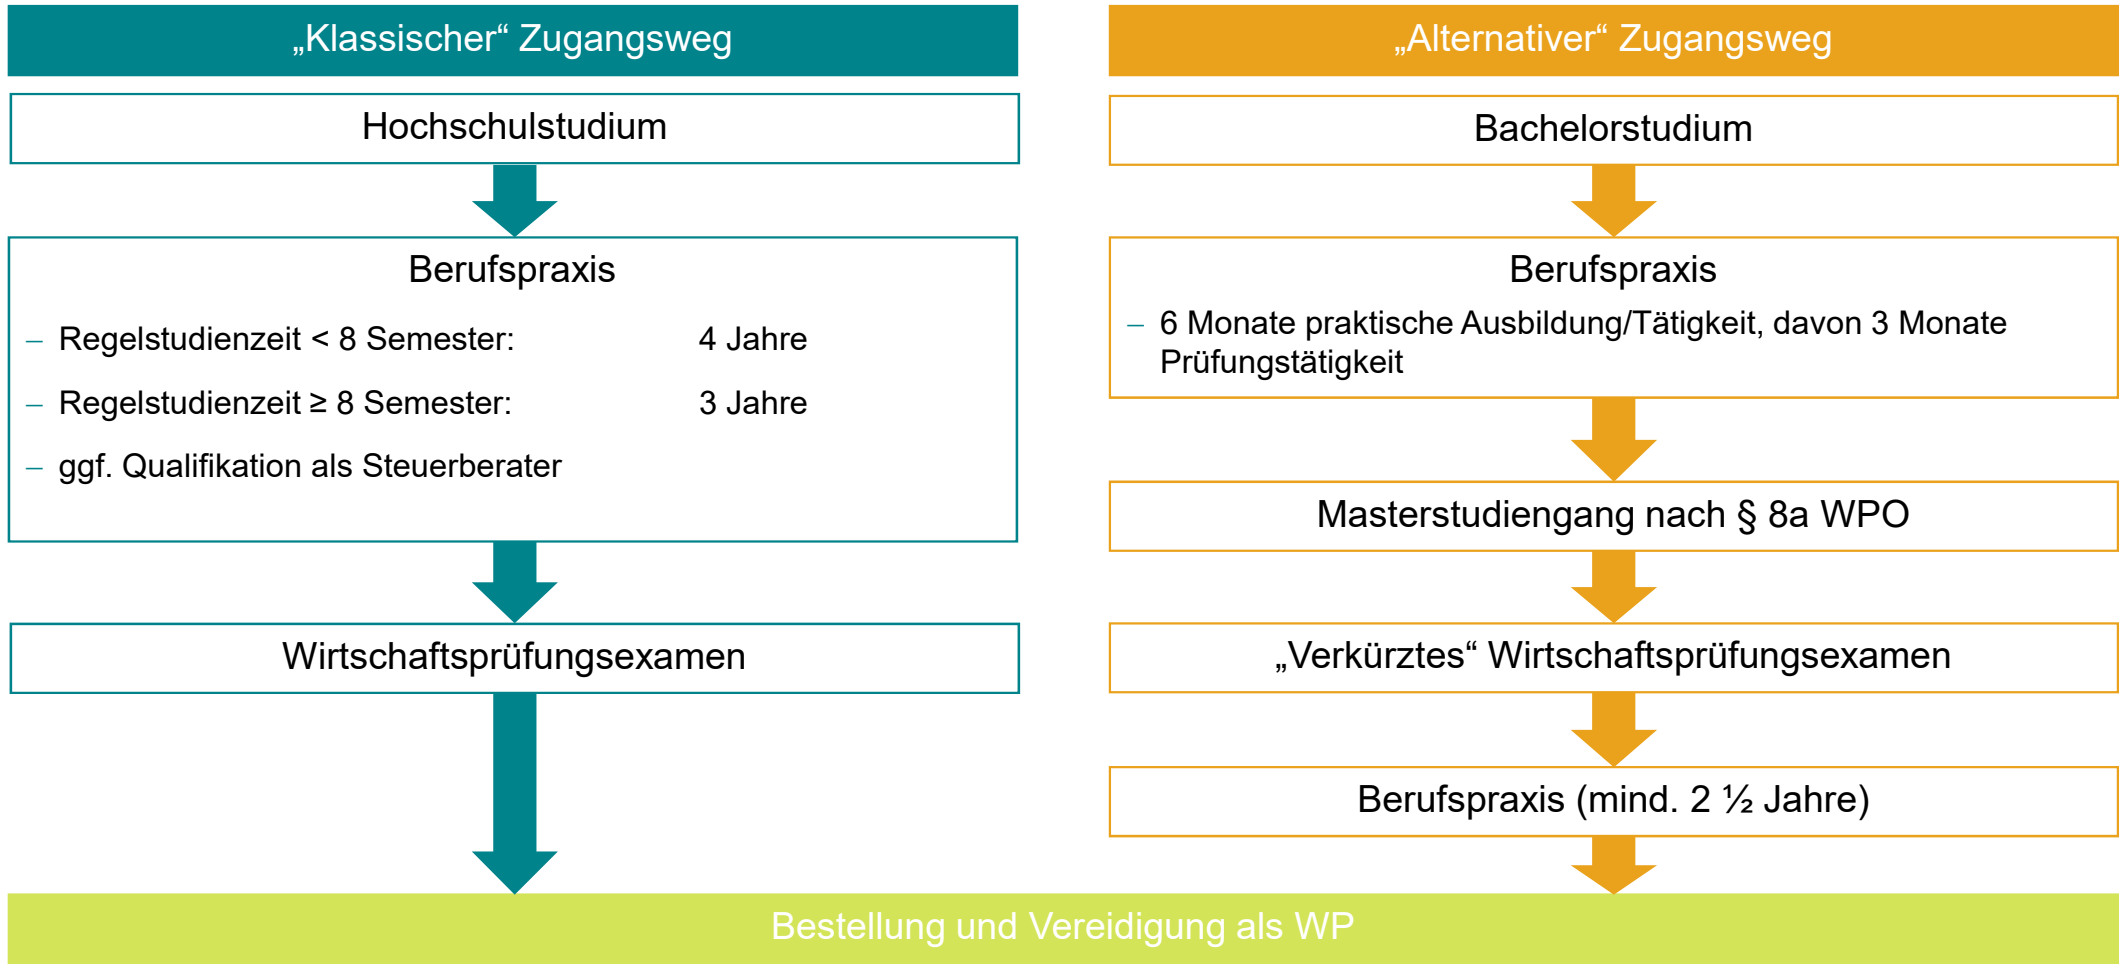 „Klassischer“ Zugangsweg
Hochschulstudium
Berufspraxis
– Regelstudienzeit < 8 Semester: 4 Jahre
– Regelstudienzeit ≥ 8 Semester: 3 Jahre
– ggf. Qualifikation als Steuerberater
Wirtschaftsprüfungsexamen
„Alternativer“ Zugangsweg
Bachelorstudium
Berufspraxis
– 6 Monate praktische Ausbildung/Tätigkeit, davon 3 Monate
Prüfungstätigkeit
Masterstudiengang nach § 8a WPO
„Verkürztes“ Wirtschaftsprüfungsexamen
Berufspraxis (mind. 2 ½ Jahre)
Bestellung und Vereidigung als WP